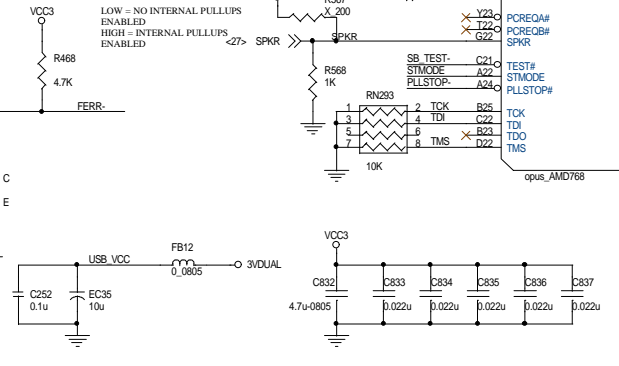 VCC3
R468
4.7K
FERR-
LOW = NO INTERNAL PULLUPS
ENABLED
HIGH = INTERNAL PULLUPS
ENABLED
X_200
<27> SPKR
SPKR
R568
1K
Y23 PCREQA#
T22 PCREQB#
G22 SPKR
SB_TEST- C21 TEST#
STMODE A22 STMODE
PLLSTOP- A24 PLLSTOP#
RN293
1 2 TCK B25 TCK
3 4 TDI C22 TDI
5 6 B23 TDO
7 8 TMS D22 TMS
10K
opus_AMD768
C
E
USB_VCC
FB12
0_0805
3VDUAL
C252
0.1u
EC35
10u
VCC3
C832 C833 C834 C835 C836 C837
4.7u-0805 0.022u 0.022u 0.022u 0.022u 0.022u